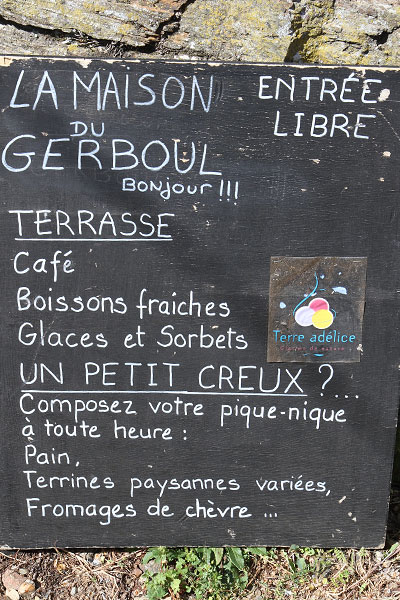 LA MAISON
DU
GERBOUL
BONJOUR !!!
ENTRÉE
LIBRE
TERRASSE
Café
Boissons fraiches
Glaces et Sorbets
Terre adélice
UN PETIT CREUX ? ...
Composez votre pique-nique
à toute heure :
Pain,
Terrines paysannes variées,
Fromages de chèvre ...